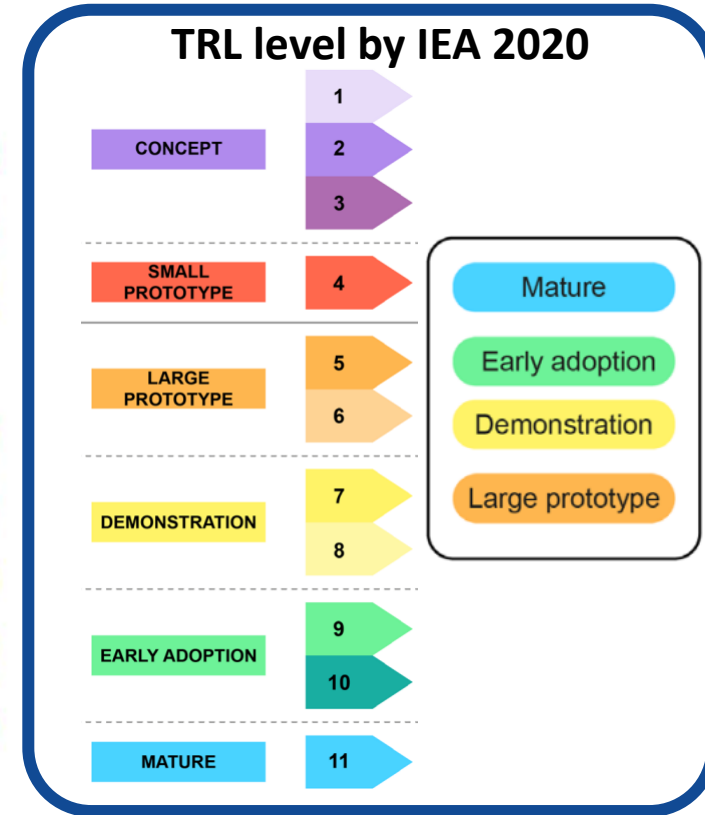 TRL level by IEA 2020
1
CONCEPT
2
3
SMALL
PROTOTYPE
4
5
LARGE
PROTOTYPE
6
7
DEMONSTRATION
8
9
EARLY ADOPTION
10
MATURE
11
Mature
Early adoption
Demonstration
Large prototype